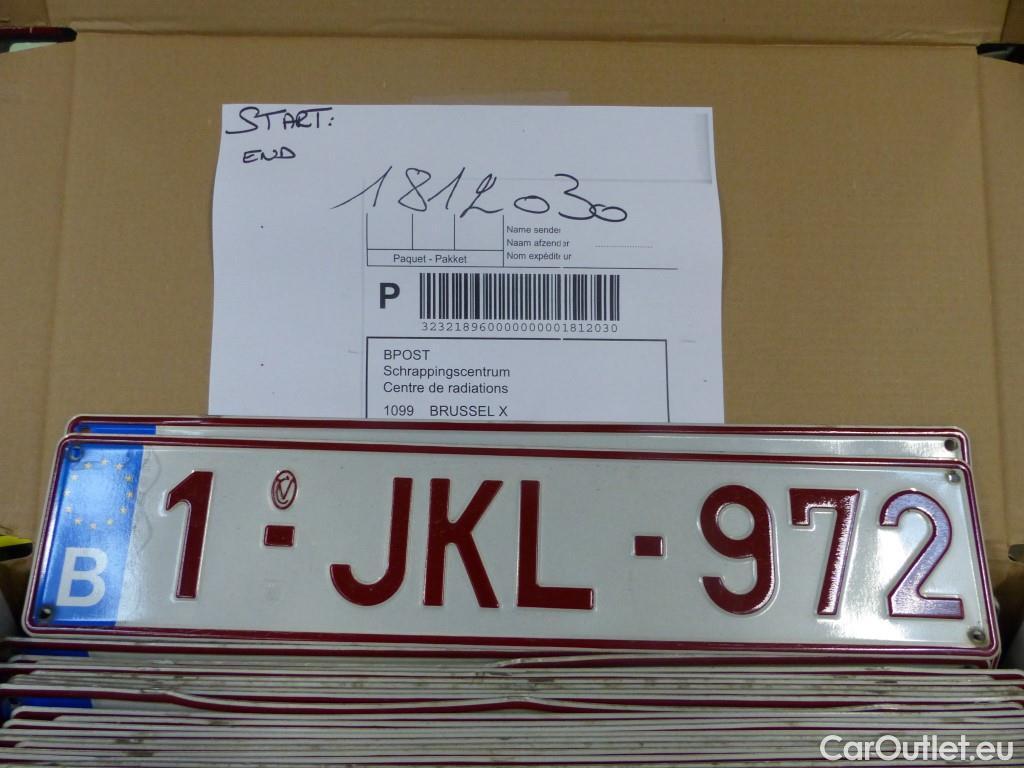 START:
END
1812030
Name sender
Naam afzender
Paquet - Pakket
Nom expéditeur
P
323218960000000001812030
BPOST
Schrappingscentrum
Centre de radiations
1099 BRUSSEL X
B
1-JKL-972
CarOutlet.eu